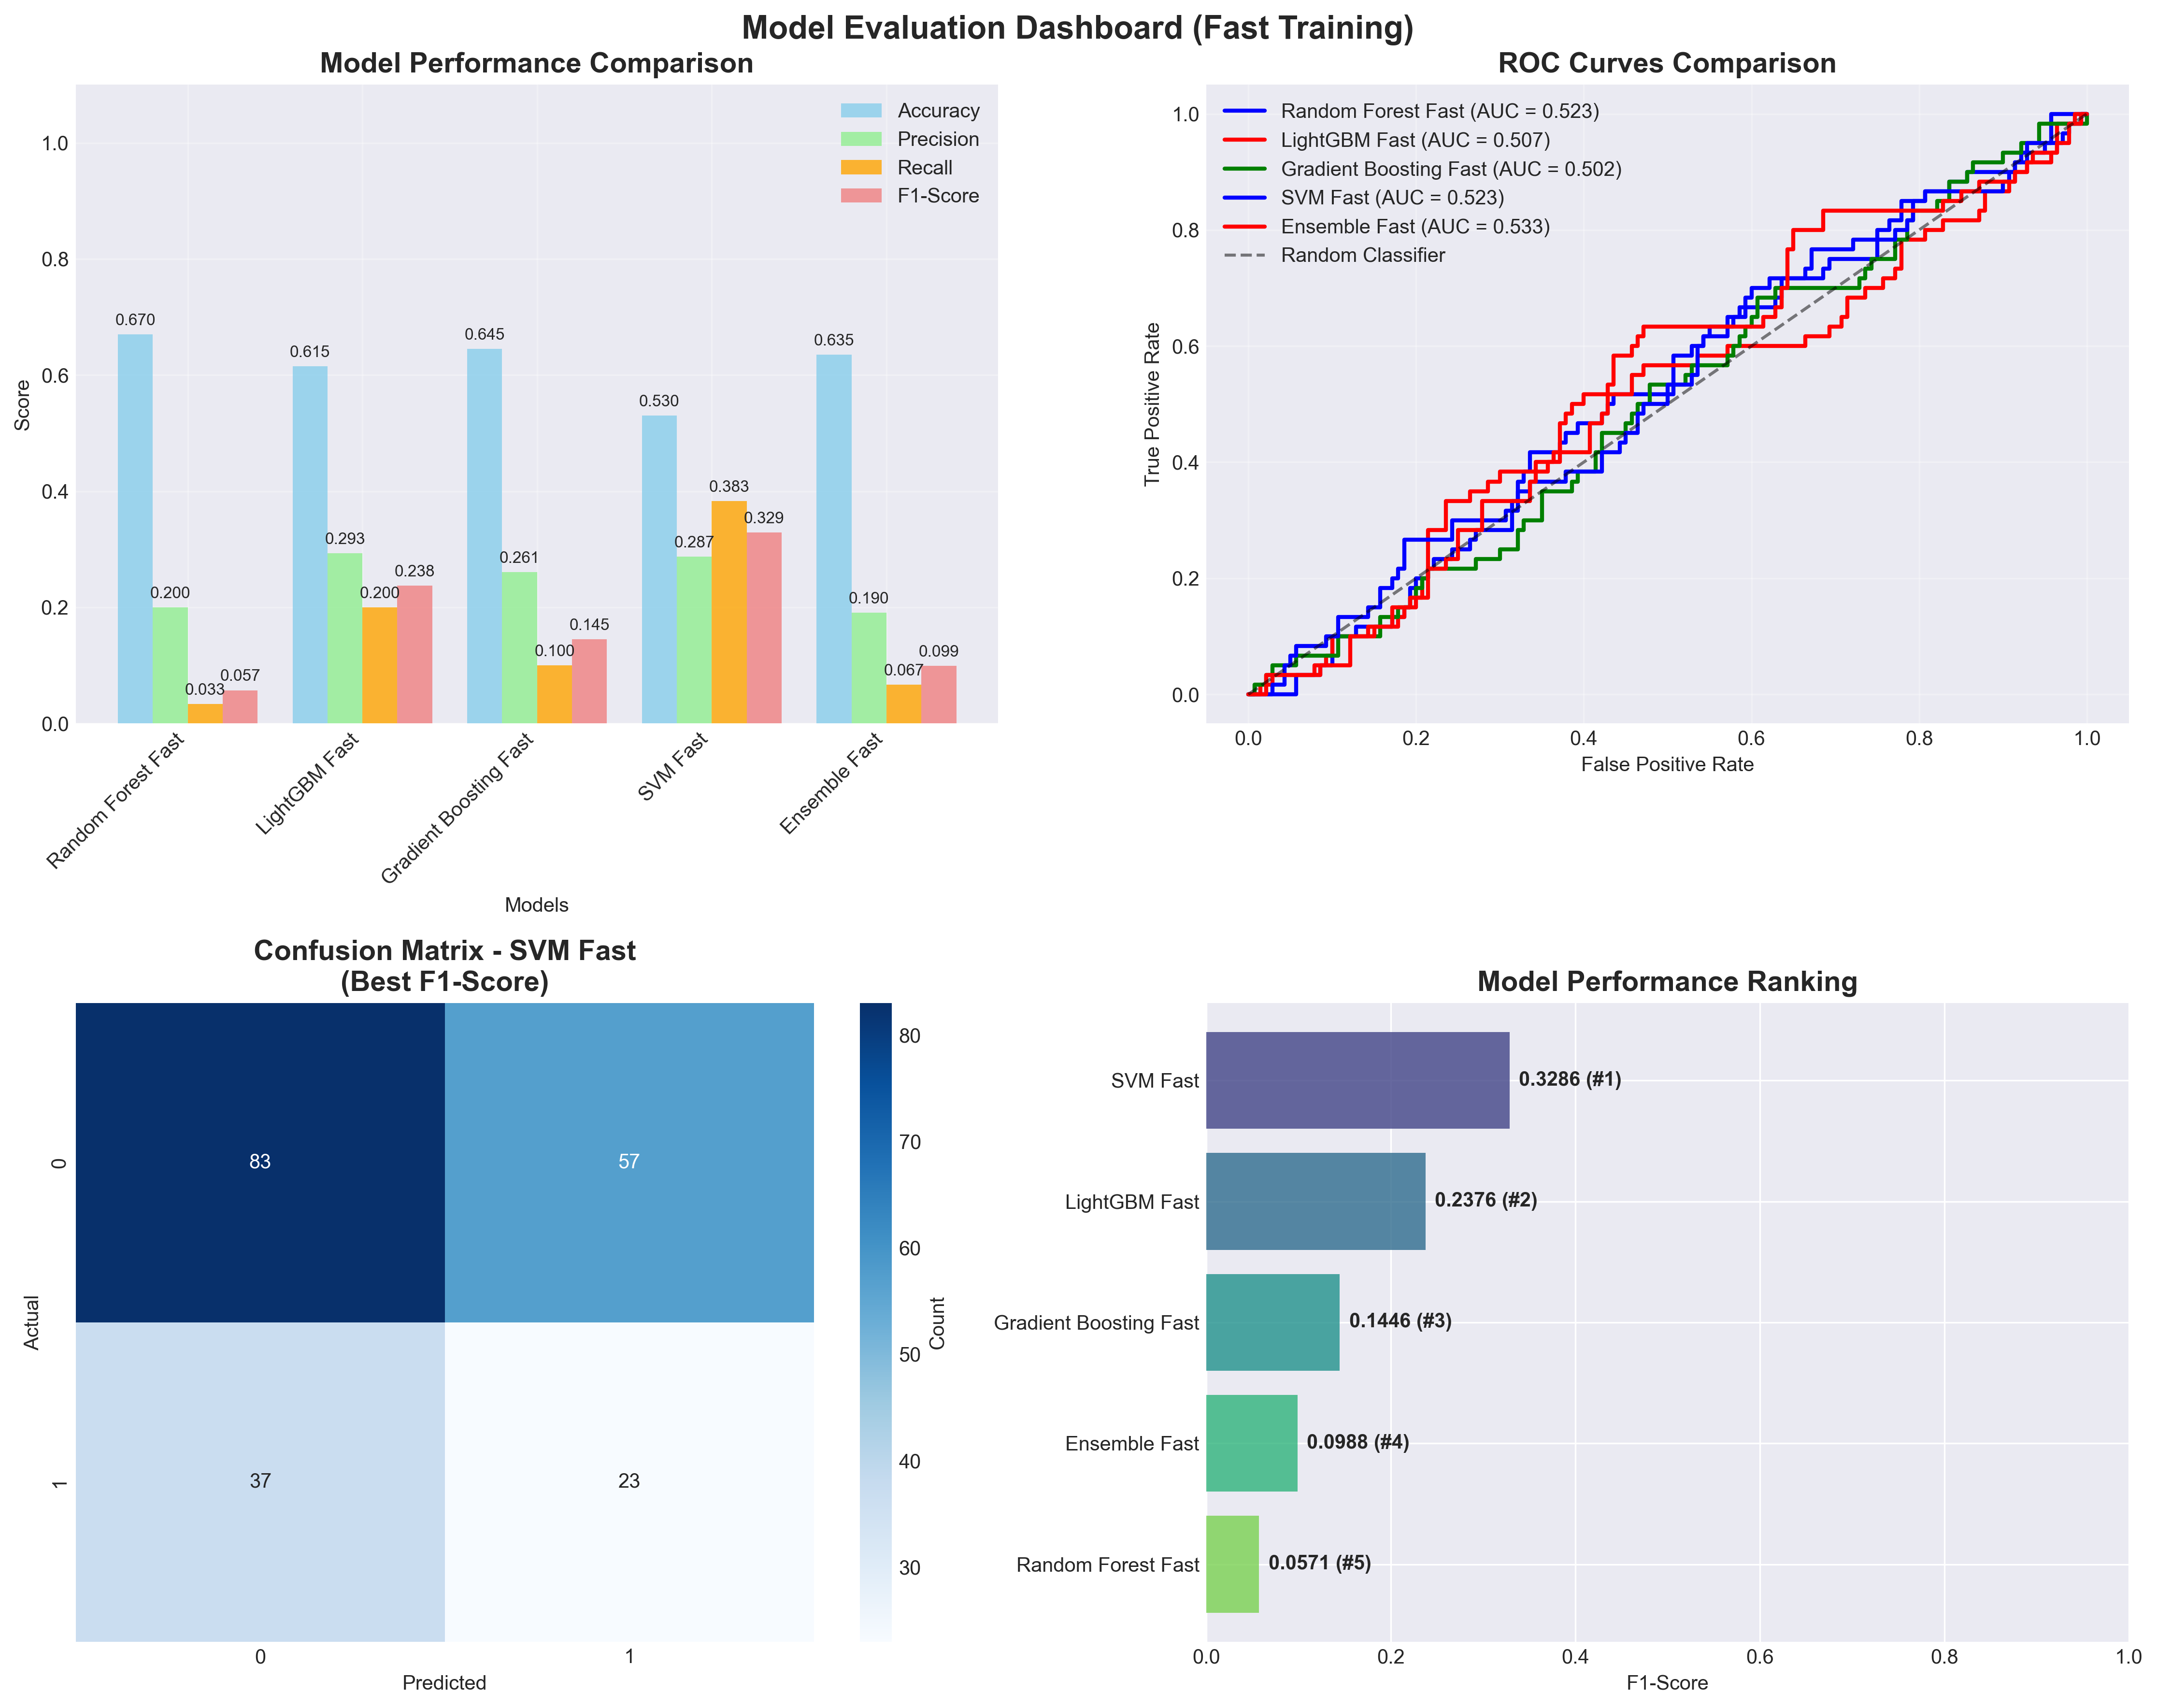 Model Evaluation Dashboard (Fast Training)
Model Performance Comparison
Accuracy
Precision
Recall
F1-Score
1.0
0.8
0.6
0.4
0.2
0.0
Score
0.670
0.200
0.033
0.057
0.615
0.293
0.200
0.238
0.645
0.261
0.100
0.145
0.530
0.287
0.383
0.329
0.635
0.190
0.067
0.099
Random Forest Fast
LightGBM Fast
Gradient Boosting Fast
SVM Fast
Ensemble Fast
Models
ROC Curves Comparison
Random Forest Fast (AUC = 0.523)
LightGBM Fast (AUC = 0.507)
Gradient Boosting Fast (AUC = 0.502)
SVM Fast (AUC = 0.523)
Ensemble Fast (AUC = 0.533)
Random Classifier
1.0
0.8
0.6
0.4
0.2
0.0
True Positive Rate
0.0
0.2
0.4
0.6
0.8
1.0
False Positive Rate
Confusion Matrix - SVM Fast
(Best F1-Score)
0
1
Actual
83
57
37
23
0
1
Predicted
80
70
60
50
40
30
Count
Model Performance Ranking
SVM Fast
0.3286 (#1)
LightGBM Fast
0.2376 (#2)
Gradient Boosting Fast
0.1446 (#3)
Ensemble Fast
0.0988 (#4)
Random Forest Fast
0.0571 (#5)
0.0
0.2
0.4
0.6
0.8
1.0
F1-Score